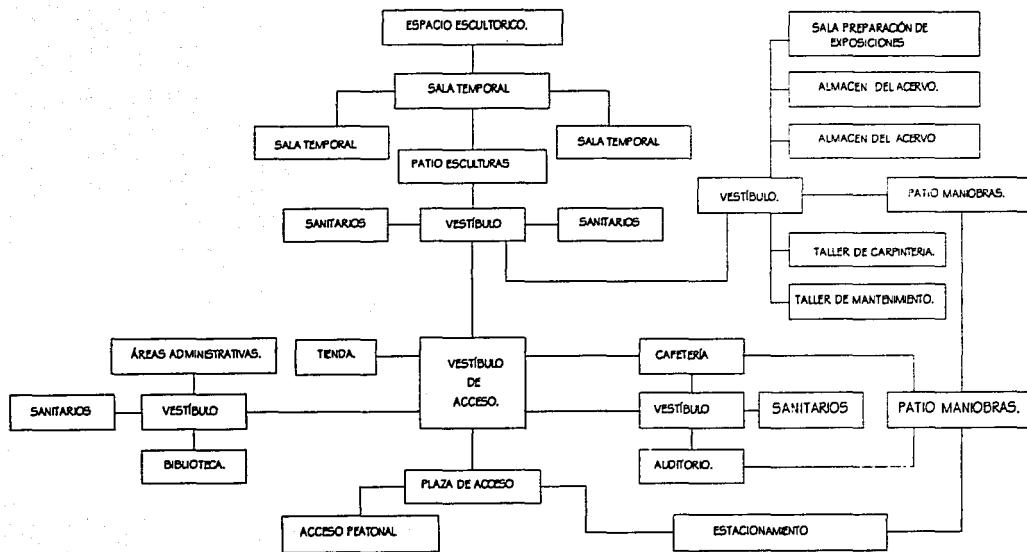 ESPACIO ESCULTORICO.
SALA PREPARACIÓN DE
EXPOSICIONES
SALA TEMPORAL
ALMACEN DEL ACERVO.
SALA TEMPORAL
SALA TEMPORAL
ALMACEN DEL ACERVO
PATIO ESCULTURAS
VESTÍBULO.
PATIO MANIOBRAS.
SANITARIOS
VESTÍBULO
SANITARIOS
TALLER DE CARPINTERIA.
TALLER DE MANTENIMIENTO.
ÁREAS ADMINISTRATIVAS.
TIENDA.
VESTÍBULO
DE
ACCESO.
CAFETERÍA
SANITARIOS
VESTÍBULO
VESTÍBULO
SANITARIOS
PATIO MANIOBRAS.
BIBLIOTECA.
AUDITORIO.
PLAZA DE ACCESO
ACCESO PEATONAL
ESTACIONAMIENTO